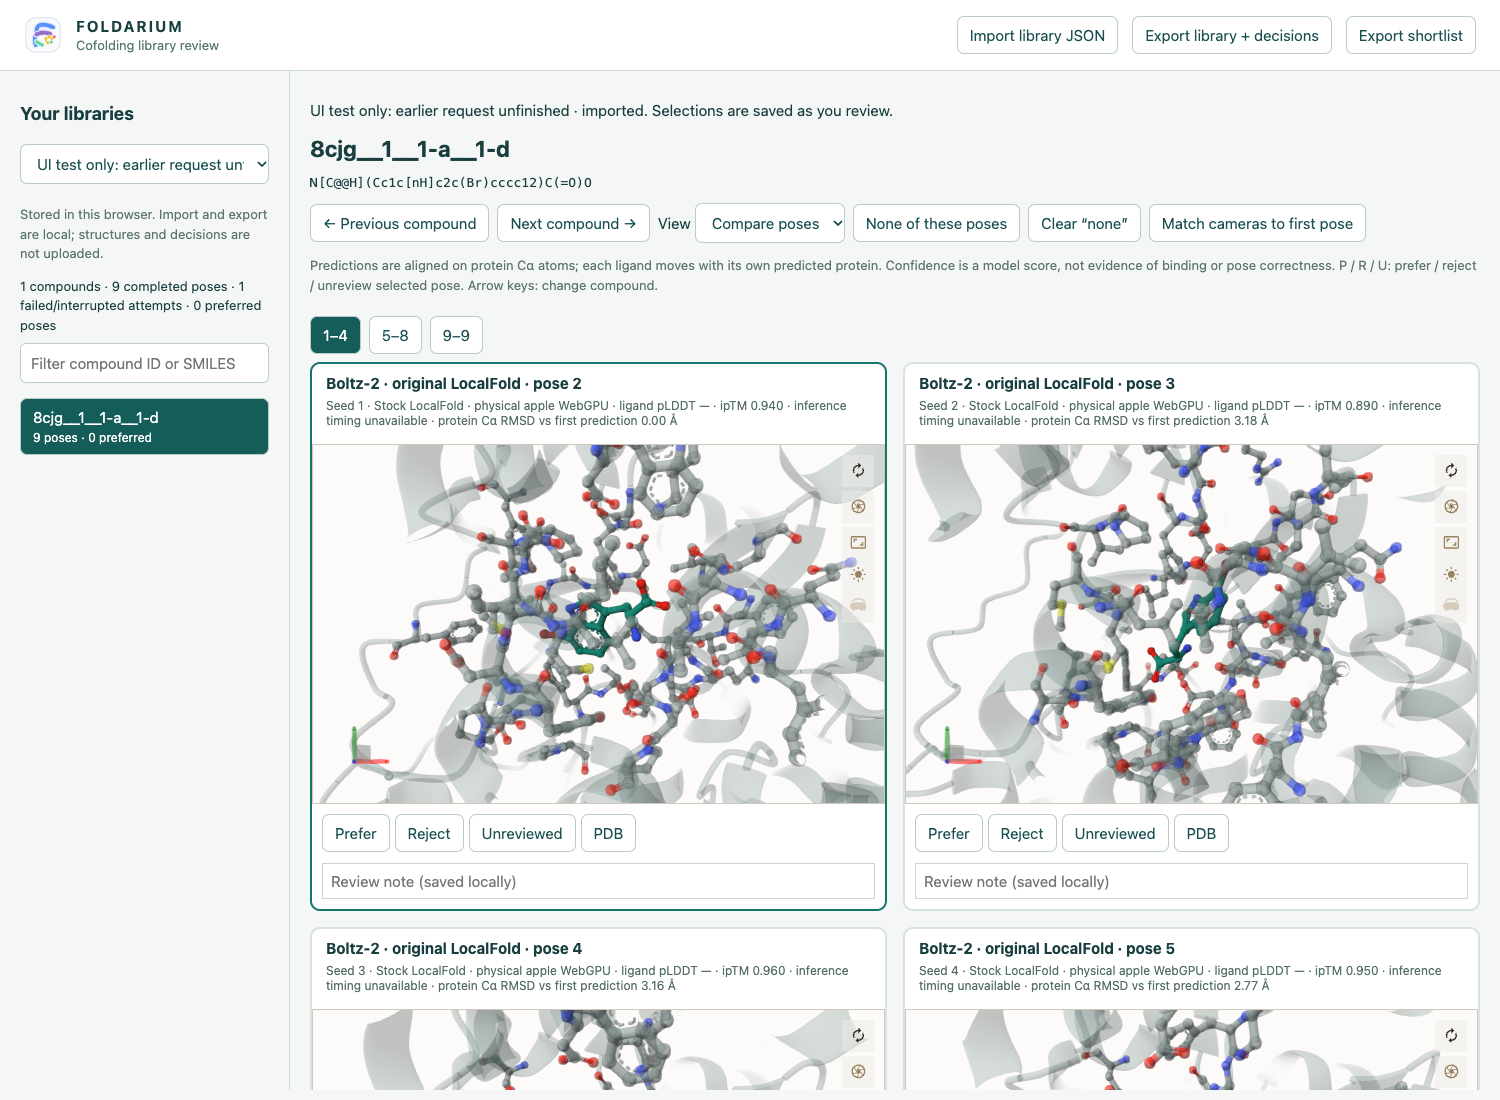 FOLDARIUM
Cofolding library review
Import library JSON
Export library + decisions
Export shortlist
Your libraries
UI test only: earlier request un
Stored in this browser. Import and export
are local; structures and decisions are
not uploaded.
1 compounds · 9 completed poses · 1
failed/interrupted attempts · 0 preferred
poses
Filter compound ID or SMILES
8cjg__1__1-a__1-d
9 poses · 0 preferred
UI test only: earlier request unfinished · imported. Selections are saved as you review.
8cjg__1__1-a__1-d
N[C@@H](Cc1c[nH]c2c(Br)cccc12)C(=O)O
← Previous compound
Next compound →
View
Compare poses
None of these poses
Clear “none”
Match cameras to first pose
Predictions are aligned on protein Cα atoms; each ligand moves with its own predicted protein. Confidence is a model score, not evidence of binding or pose correctness. P / R / U: prefer / reject
/ unreview selected pose. Arrow keys: change compound.
1–4
5–8
9–9
Boltz-2 · original LocalFold · pose 2
Seed 1 · Stock LocalFold · physical apple WebGPU · ligand pLDDT — · ipTM 0.940 · inference
timing unavailable · protein Cα RMSD vs first prediction 0.00 Å
Prefer
Reject
Unreviewed
PDB
Review note (saved locally)
Boltz-2 · original LocalFold · pose 3
Seed 2 · Stock LocalFold · physical apple WebGPU · ligand pLDDT — · ipTM 0.890 · inference
timing unavailable · protein Cα RMSD vs first prediction 3.18 Å
Prefer
Reject
Unreviewed
PDB
Review note (saved locally)
Boltz-2 · original LocalFold · pose 4
Seed 3 · Stock LocalFold · physical apple WebGPU · ligand pLDDT — · ipTM 0.960 · inference
timing unavailable · protein Cα RMSD vs first prediction 3.16 Å
Boltz-2 · original LocalFold · pose 5
Seed 4 · Stock LocalFold · physical apple WebGPU · ligand pLDDT — · ipTM 0.950 · inference
timing unavailable · protein Cα RMSD vs first prediction 2.77 Å